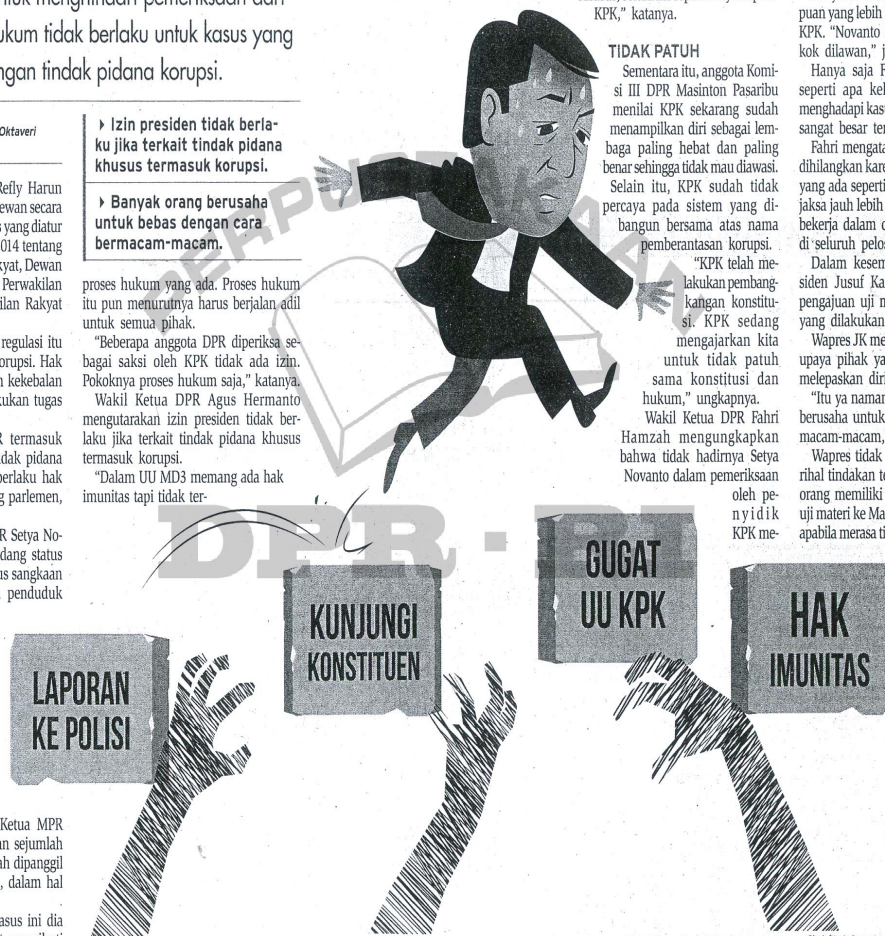 untuk menghindari pemeriksaan dan
ukum tidak berlaku untuk kasus yang
ngan tindak pidana korupsi.
Oktaveri
Refly Harun
ewan secara
s yang diatur
014 tentang
kyat, Dewan
Perwakilan
ilan Rakyat
regulasi itu
orupsi. Hak
n kekebalan
kukan tugas
R termasuk
dak pidana
berlaku hak
g parlemen,
R Setya No-
dang status
us sangkaan
penduduk
Ketua MPR
an sejumlah
ah dipanggil
, dalam hal
asus ini dia
▸ Izin presiden tidak berla-
ku jika terkait tindak pidana
khusus termasuk korupsi.
▸ Banyak orang berusaha
untuk bebas dengan cara
bermacam-macam.
proses hukum yang ada. Proses hukum
itu pun menurutnya harus berjalan adil
untuk semua pihak.
“Beberapa anggota DPR diperiksa se-
bagai saksi oleh KPK tidak ada izin.
Pokoknya proses hukum saja,” katanya.
Wakil Ketua DPR Agus Hermanto
mengutarakan izin presiden tidak ber-
laku jika terkait tindak pidana khusus
termasuk korupsi.
“Dalam UU MD3 memang ada hak
imunitas tapi tidak ter-
KPK,” katanya.
TIDAK PATUH
Sementara itu, anggota Komi-
si III DPR Masinton Pasaribu
menilai KPK sekarang sudah
menampilkan diri sebagai lem-
baga paling hebat dan paling
benar sehingga tidak mau diawasi.
Selain itu, KPK sudah tidak
percaya pada sistem yang di-
bangun bersama atas nama
pemberantasan korupsi.
“KPK telah me-
lakukan pembang-
kangan konstitu-
si. KPK sedang
mengajarkan kita
untuk tidak patuh
sama konstitusi dan
hukum,” ungkapnya.
Wakil Ketua DPR Fahri
Hamzah mengungkapkan
bahwa tidak hadirnya Setya
Novanto dalam pemeriksaan
oleh pe-
nyidik
KPK me-
puan yang lebih
KPK. “Novanto
kok dilawan,” j
Hanya saja F
seperti apa kel
menghadapi kasu
sangat besar ter
Fahri mengata
dihilangkan kare
yang ada seperti
jaksa jauh lebih
bekerja dalam d
di seluruh pelos
Dalam kesem
siden Jusuf Ka
pengajuan uji m
yang dilakukan
Wapres JK me
upaya pihak ya
melepaskan diri
“Itu ya namar
berusaha untuk
macam-macam,
Wapres tidak
rihal tindakan te
orang memiliki
uji materi ke Ma
apabila merasa ti
PERPUSTAKAAN
DPR - RI
LAPORAN
KE POLISI
KUNJUNGI
KONSTITUEN
GUGAT
UU KPK
HAK
IMUNITAS